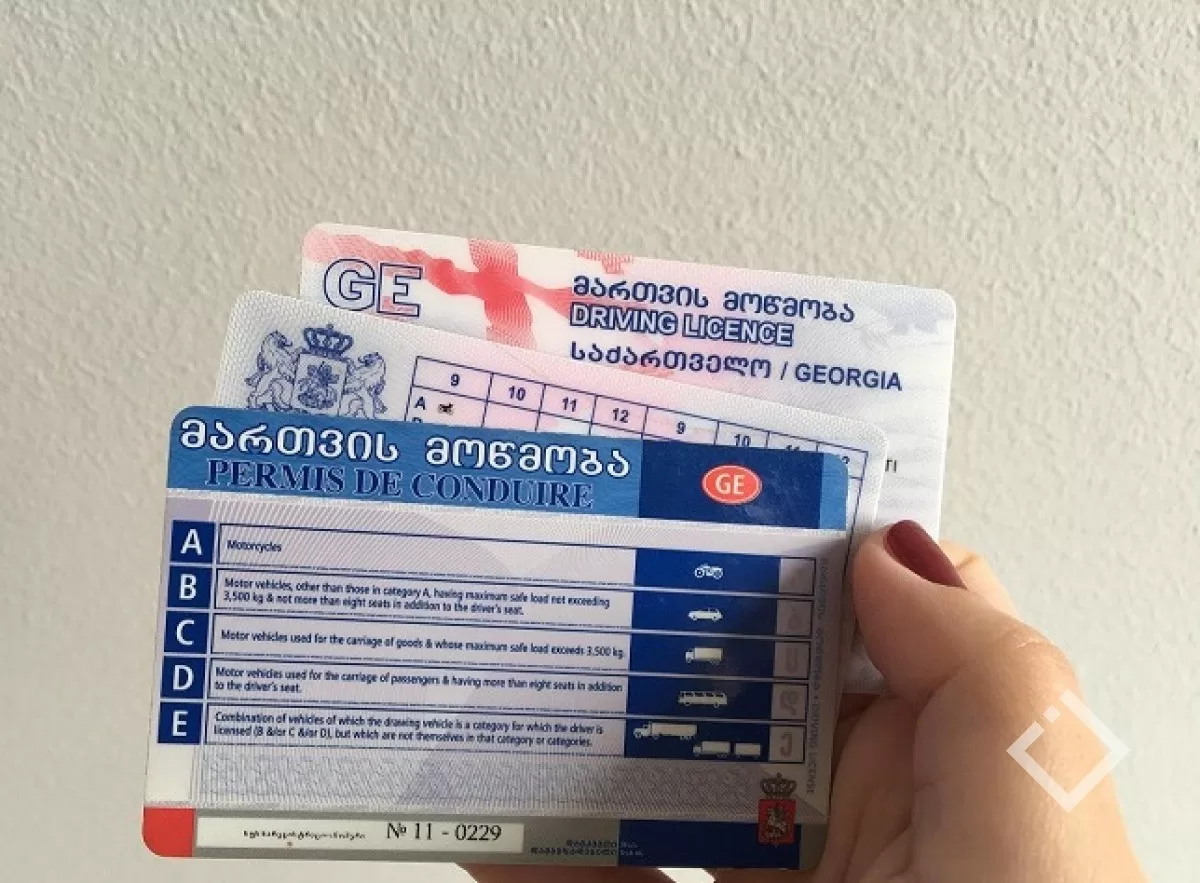 GE
მართვის მოწმობა
DRIVING LICENCE
საქართველო / GEORGIA
9 10 11 12 9 10 11
A
მართვის მოწმობა
PERMIS DE CONDUIRE
GE
A Motorcycles
B Motor vehicles, other than those in category A, having maximum safe load not exceeding
3,500 kg & not more than eight seats in addition to the driver's seat.
C Motor vehicles used for the carriage of goods & whose maximum safe load exceeds 3,500 kg.
D Motor vehicles used for the carriage of passengers & having more than eight seats in addition
to the driver's seat.
E Combination of vehicles of which the drawing vehicle is a category for which the driver is
licensed (B &/or C &/or D), but which are not themselves in that category or categories.
№ 11 - 0229